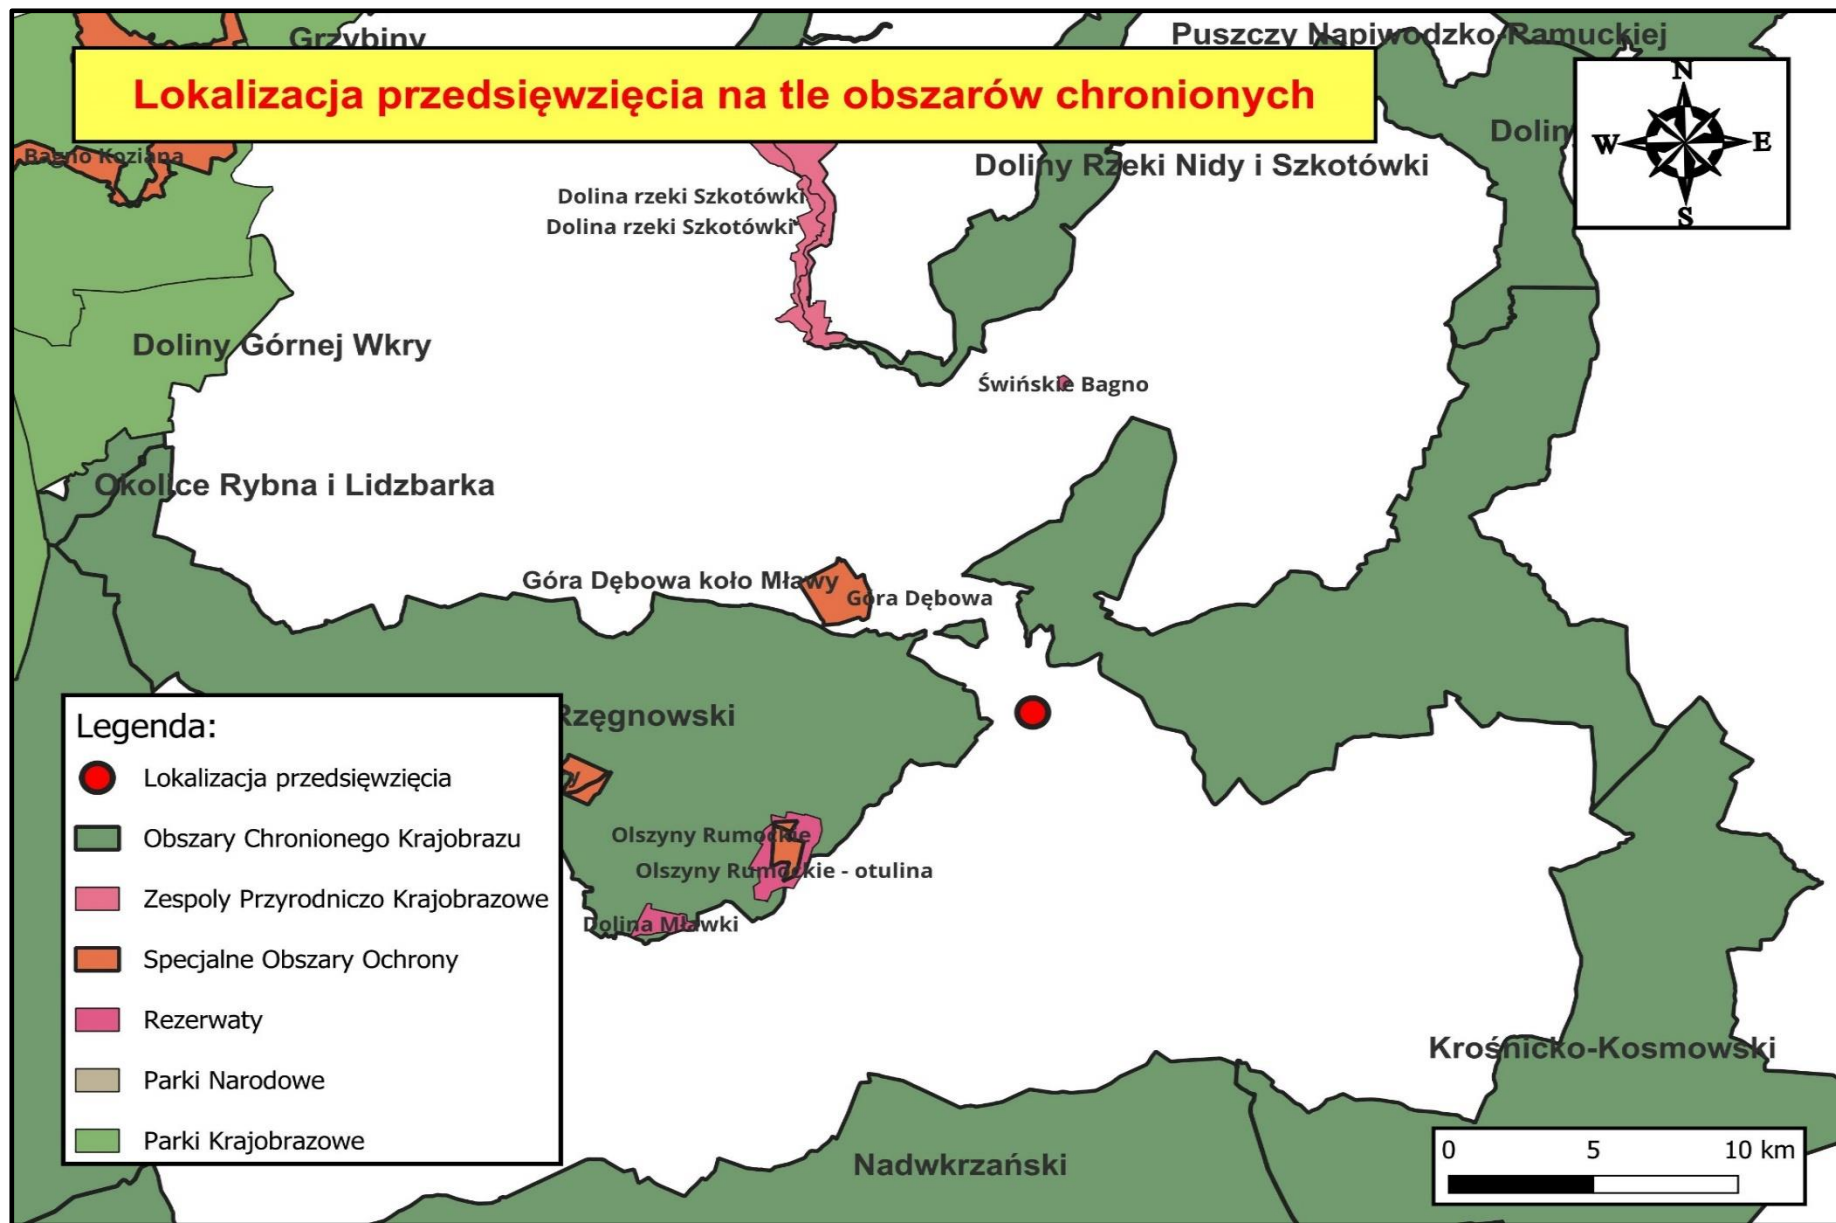 Grzybiny
Puszczy Napiwodzko-Ramuckiej
Lokalizacja przedsięwzięcia na tle obszarów chronionych
N
W
E
S
Dolin
Bagno Koziana
Doliny Rzeki Nidy i Szkotówki
Dolina rzeki Szkotówki
Dolina rzeki Szkotówki
Doliny Górnej Wkry
Świńskie Bagno
Okolice Rybna i Lidzbarka
Góra Dębowa koło Mławy
Góra Dębowa
Rzęgnowski
Legenda:
Lokalizacja przedsięwzięcia
Obszary Chronionego Krajobrazu
Zespoly Przyrodniczo Krajobrazowe
Specjalne Obszary Ochrony
Rezerwaty
Parki Narodowe
Parki Krajobrazowe
y
Olszyny Rumockie
Olszyny Rumockie - otulina
Dolina Mławki
Krośnicko-Kosmowski
Nadwkrzański
0 5 10 km